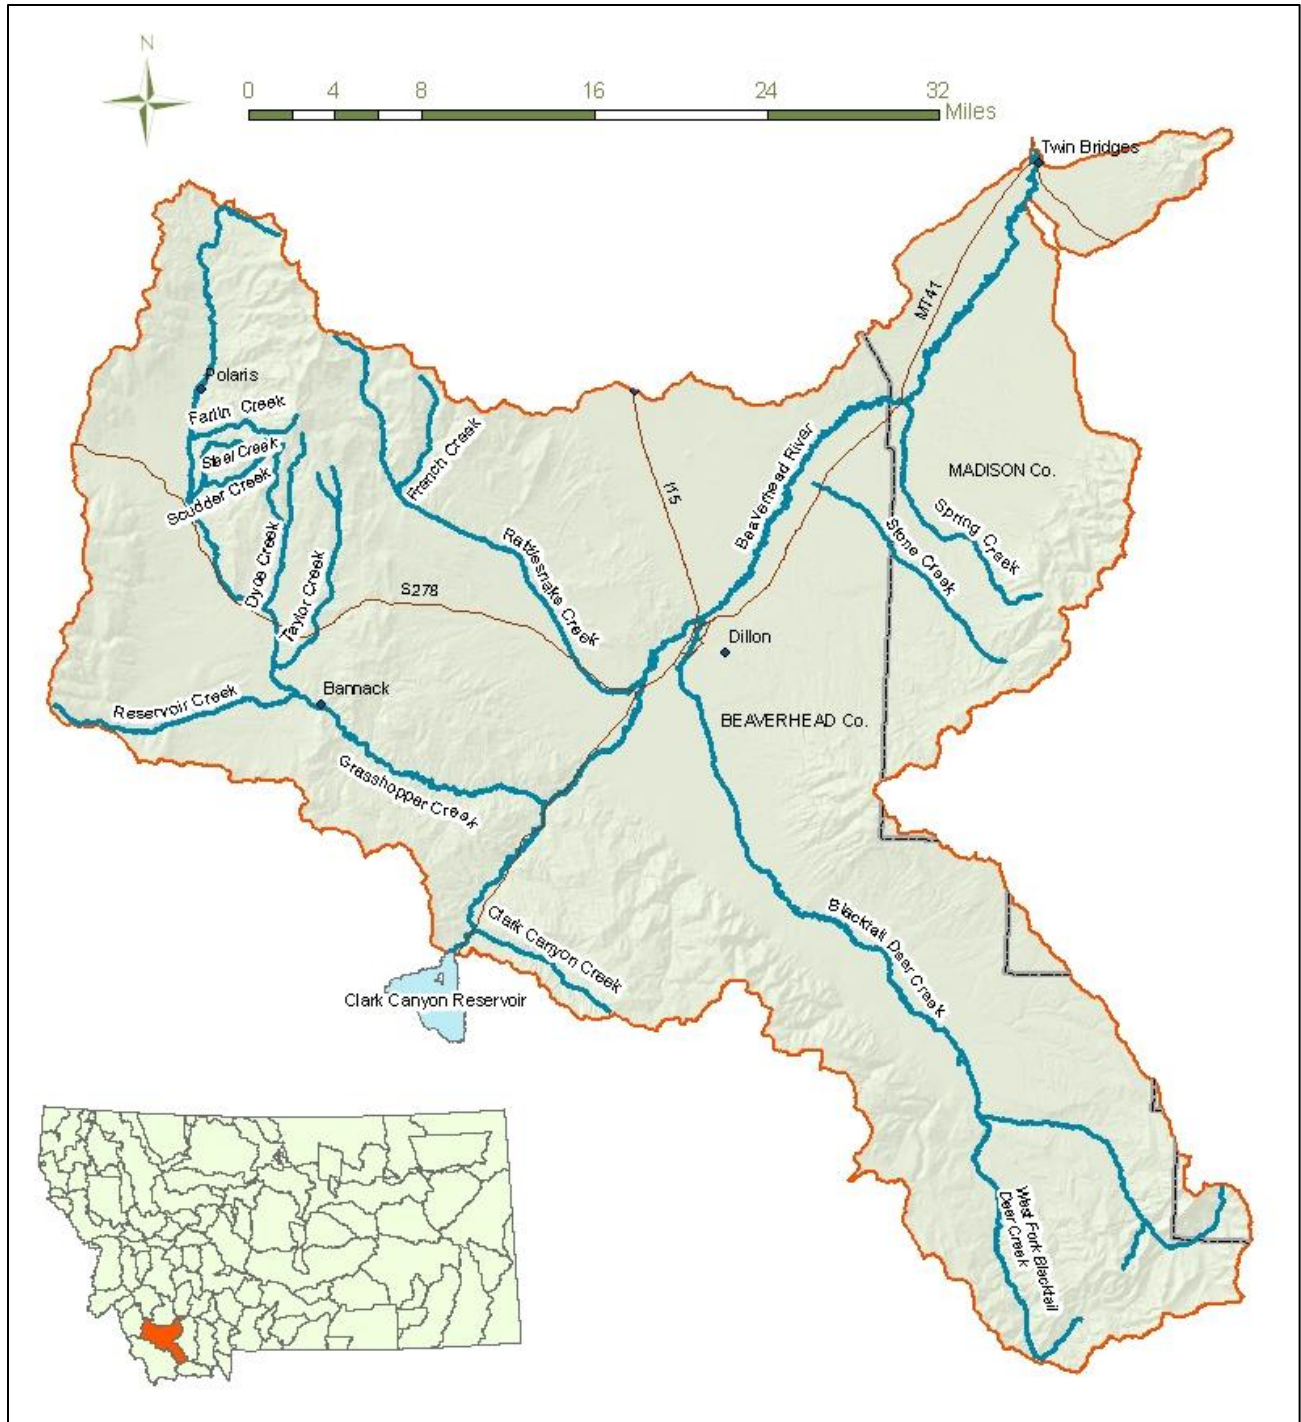 N
0 4 8 16 24 32
Miles
Twin Bridges
MT41
Polaris
Farlin Creek
Steel Creek
Scudder Creek
French Creek
I15
Beaverhead River
MADISON Co.
Spring Creek
Stone Creek
Dyce Creek
Taylor Creek
S278
Rattlesnake Creek
Dillon
Reservoir Creek
Bannack
BEAVERHEAD Co.
Grasshopper Creek
Clark Canyon Creek
Blacktail Deer Creek
Clark Canyon Reservoir
West Fork Blacktail
Deer Creek